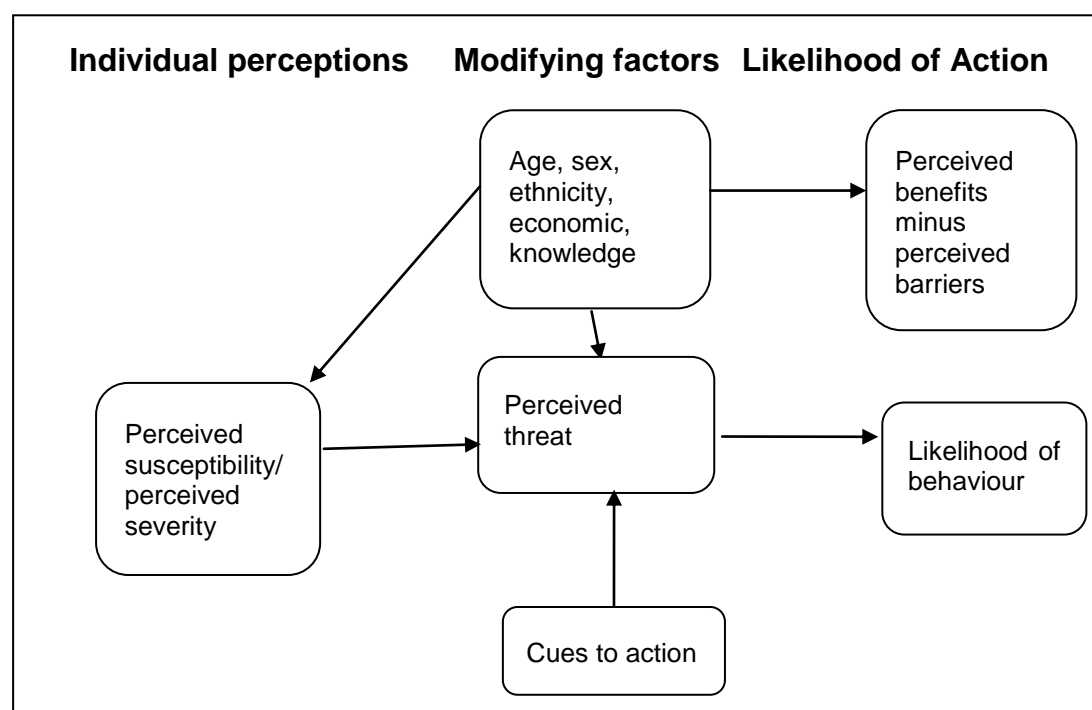 Individual perceptions Modifying factors Likelihood of Action
Age, sex,
ethnicity,
economic,
knowledge
Perceived
benefits
minus
perceived
barriers
Perceived
susceptibility/
perceived
severity
Perceived
threat
Likelihood of
behaviour
Cues to action